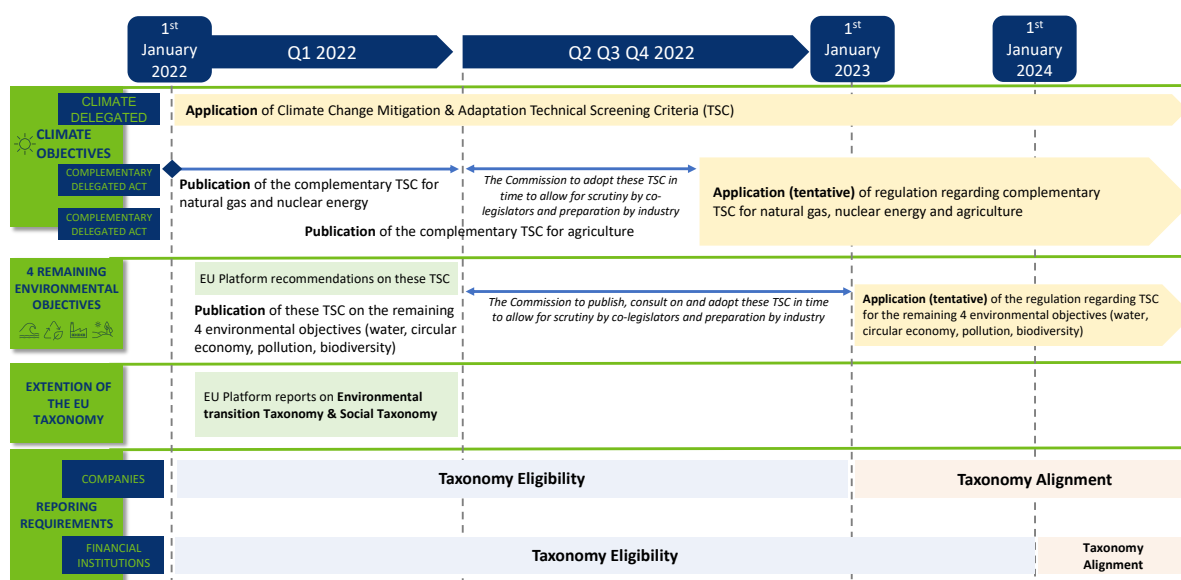 1st
January
2022
Q1 2022
Q2 Q3 Q4 2022
1st
January
2023
1st
January
2024
CLIMATE
OBJECTIVES
CLIMATE
DELEGATED
Application of Climate Change Mitigation & Adaptation Technical Screening Criteria (TSC)
COMPLEMENTARY
DELEGATED ACT
Publication of the complementary TSC for
natural gas and nuclear energy
The Commission to adopt these TSC in
time to allow for scrutiny by co-
legislators and preparation by industry
Application (tentative) of regulation regarding complementary
TSC for natural gas, nuclear energy and agriculture
COMPLEMENTARY
DELEGATED ACT
Publication of the complementary TSC for agriculture
4 REMAINING
ENVIRONMENTAL
OBJECTIVES
EU Platform recommendations on these TSC
Publication of these TSC on the remaining
4 environmental objectives (water, circular
economy, pollution, biodiversity)
The Commission to publish, consult on and adopt these TSC in time
to allow for scrutiny by co-legislators and preparation by industry
Application (tentative) of the regulation regarding TSC
for the remaining 4 environmental objectives (water,
circular economy, pollution, biodiversity)
EXTENTION OF
THE EU
TAXONOMY
EU Platform reports on Environmental
transition Taxonomy & Social Taxonomy
REPORING
REQUIREMENTS
COMPANIES
Taxonomy Eligibility
Taxonomy Alignment
FINANCIAL
INSTITUTIONS
Taxonomy Eligibility
Taxonomy
Alignment